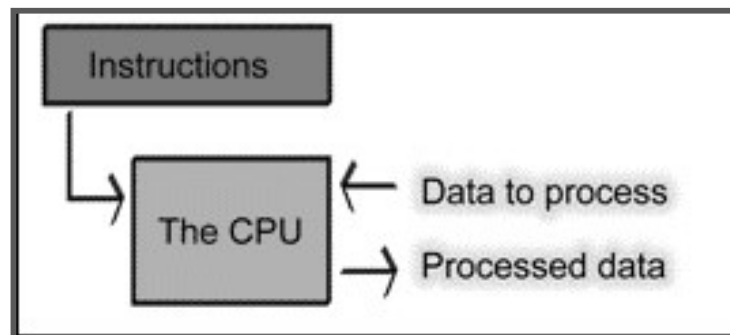 Instructions
The CPU
Data to process
Processed data